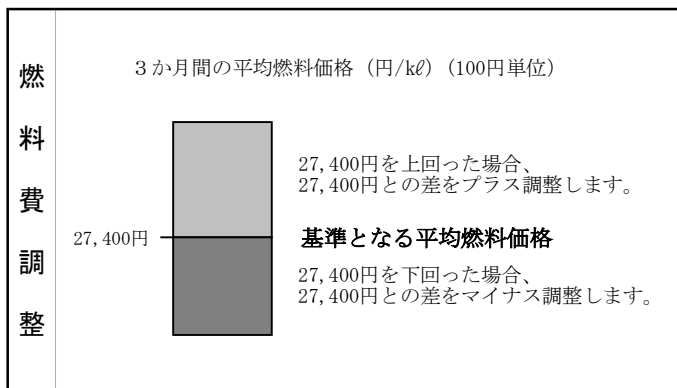 燃料費調整
３か月間の平均燃料価格（円/kℓ）（100円単位）
27,400円を上回った場合、
27,400円との差をプラス調整します。
27,400円
基準となる平均燃料価格
27,400円を下回った場合、
27,400円との差をマイナス調整します。